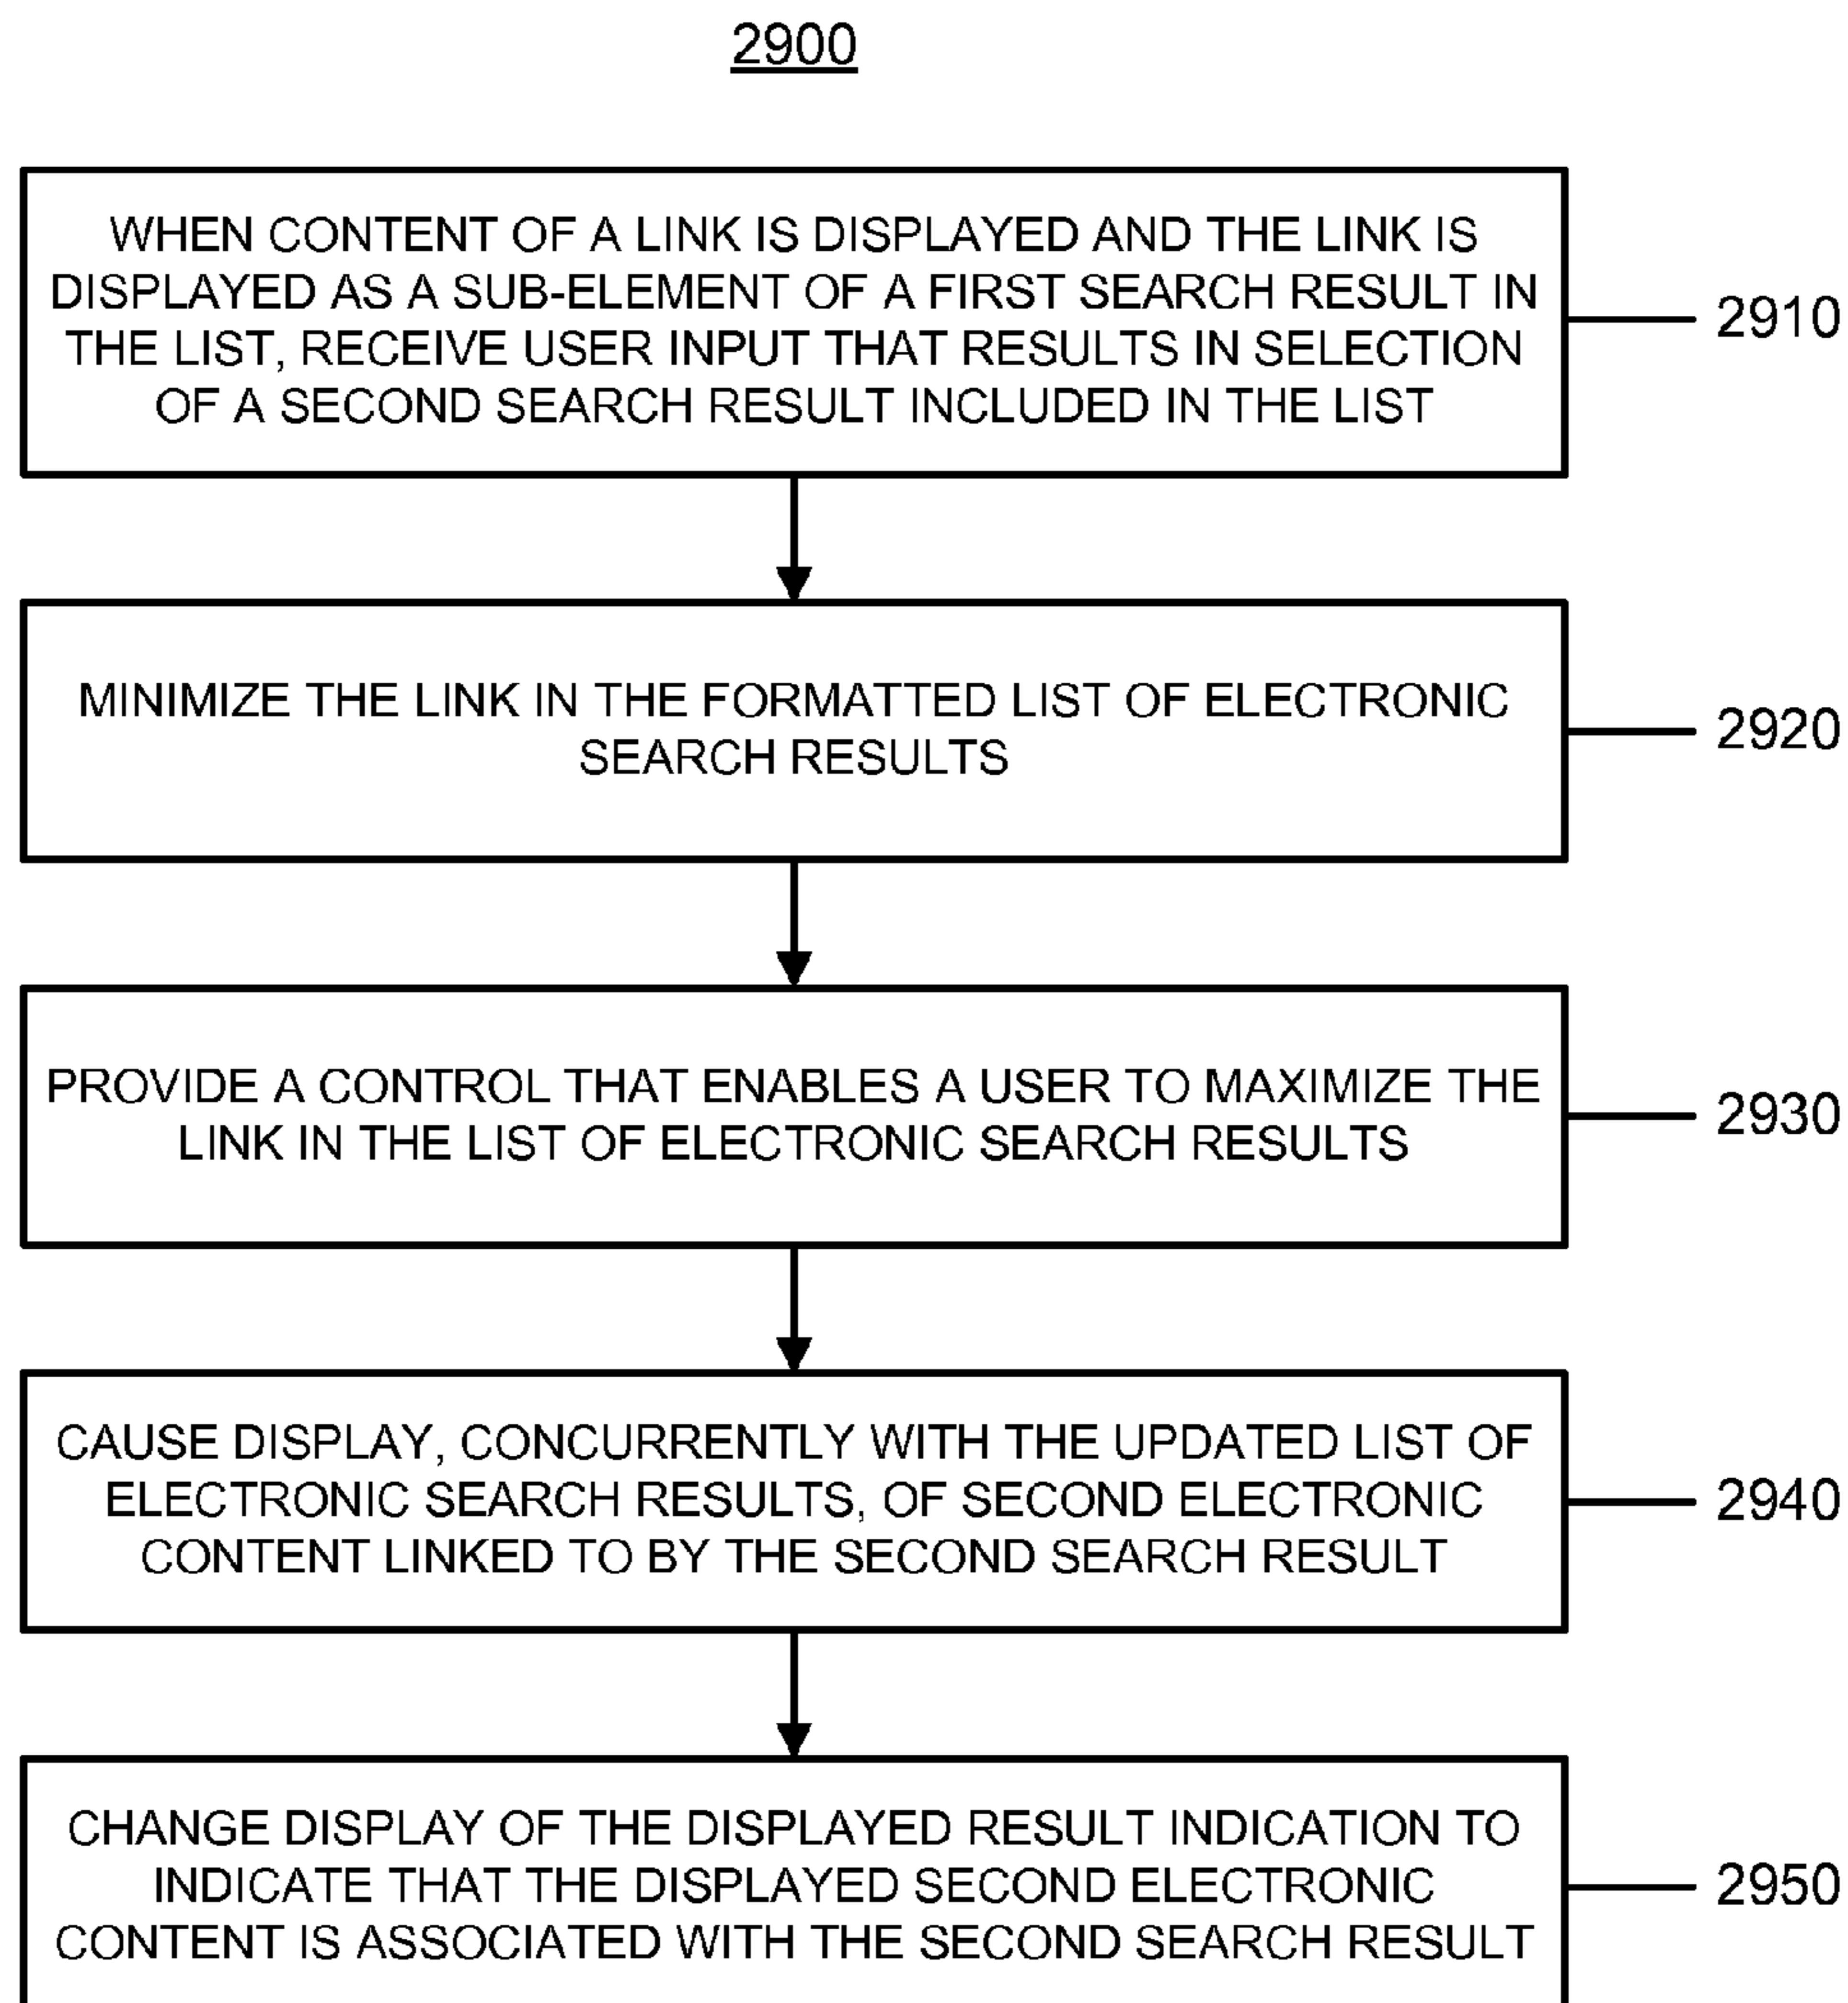 2900
WHEN CONTENT OF A LINK IS DISPLAYED AND THE LINK IS
DISPLAYED AS A SUB-ELEMENT OF A FIRST SEARCH RESULT IN
THE LIST, RECEIVE USER INPUT THAT RESULTS IN SELECTION
OF A SECOND SEARCH RESULT INCLUDED IN THE LIST
2910
MINIMIZE THE LINK IN THE FORMATTED LIST OF ELECTRONIC
SEARCH RESULTS
2920
PROVIDE A CONTROL THAT ENABLES A USER TO MAXIMIZE THE
LINK IN THE LIST OF ELECTRONIC SEARCH RESULTS
2930
CAUSE DISPLAY, CONCURRENTLY WITH THE UPDATED LIST OF
ELECTRONIC SEARCH RESULTS, OF SECOND ELECTRONIC
CONTENT LINKED TO BY THE SECOND SEARCH RESULT
2940
CHANGE DISPLAY OF THE DISPLAYED RESULT INDICATION TO
INDICATE THAT THE DISPLAYED SECOND ELECTRONIC
CONTENT IS ASSOCIATED WITH THE SECOND SEARCH RESULT
2950